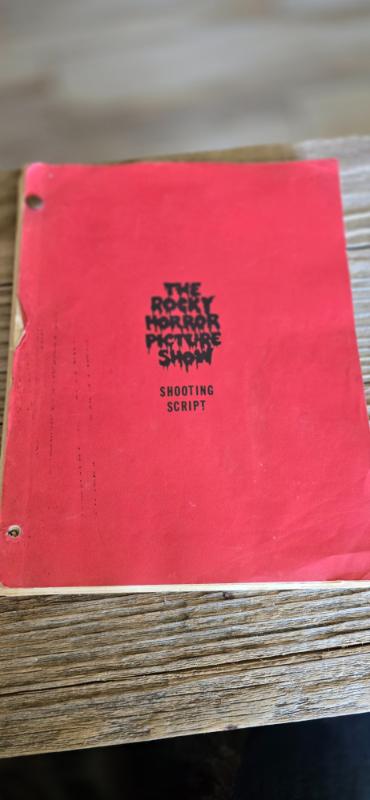 THE
ROCKY
HORROR
PICTURE
SHOW
SHOOTING
SCRIPT